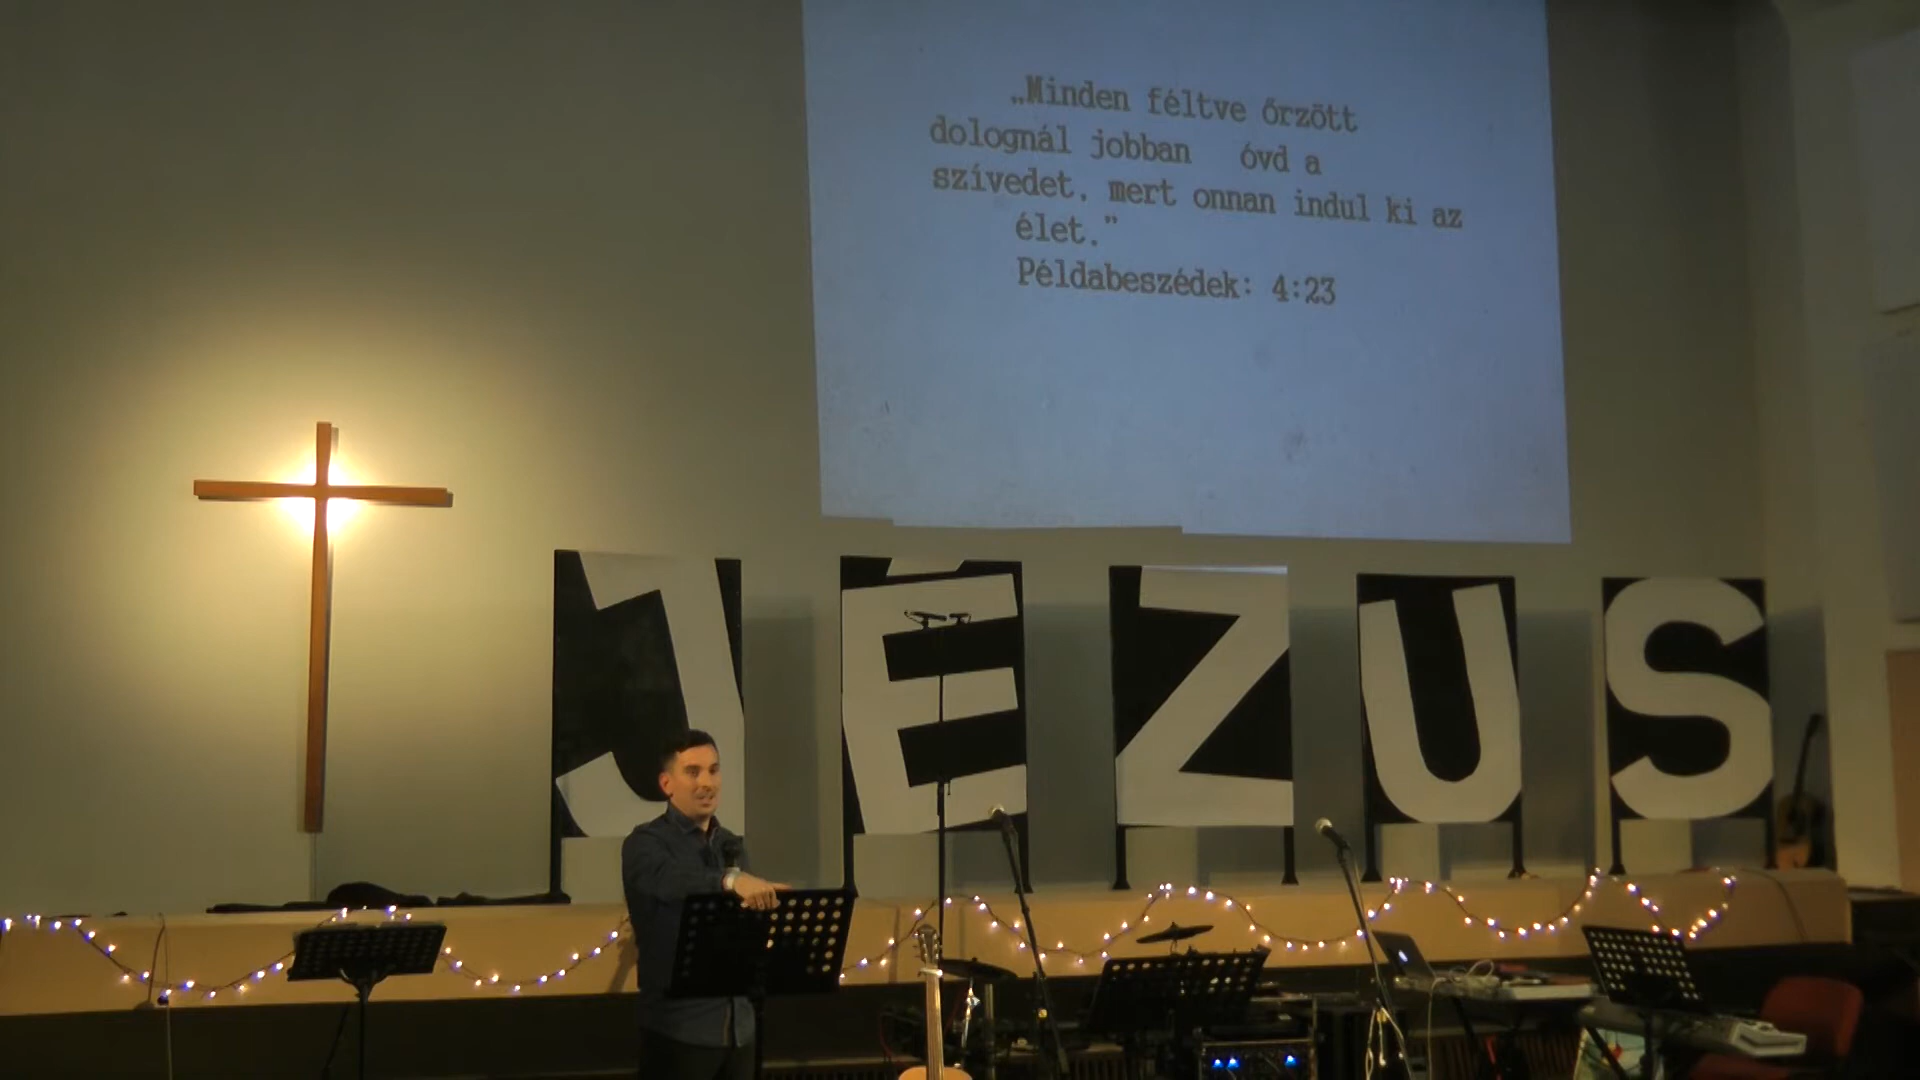 „Minden féltve őrzött
dolognál jobban óvd a
szívedet, mert onnan indul ki az
élet.”
Példabeszédek: 4:23
JÉZUS